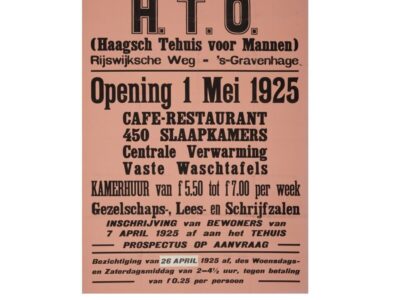 H.T.O.
(Haagsch Tehuis voor Mannen)
Rijswijksche Weg - 's-Gravenhage.
Opening 1 Mei 1925
CAFE-RESTAURANT
450 SLAAPKAMERS
Centrale Verwarming
Vaste Waschtafels
KAMERHUUR van f 5.50 tot f 7.00 per week
Gezelschaps-, Lees- en Schrijfzalen
INSCHRIJVING van BEWONERS van
7 APRIL 1925 af aan het TEHUIS
PROSPECTUS OP AANVRAAG
Bezichtiging van 26 APRIL 1925 af, des Woensdags-
en Zaterdagsmiddag van 2-4½ uur, tegen betaling
van f 0.25 per persoon